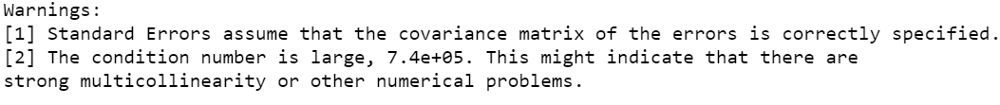 Warnings:
[1] Standard Errors assume that the covariance matrix of the errors is correctly specified.
[2] The condition number is large, 7.4e+05. This might indicate that there are
strong multicollinearity or other numerical problems.